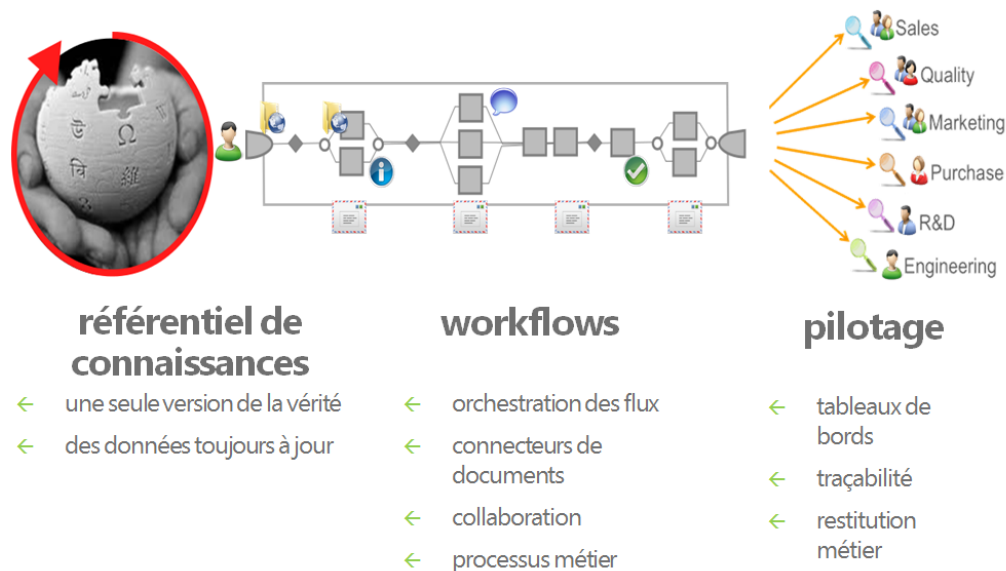 Sales
Quality
Marketing
Purchase
R&D
Engineering
référentiel de
connaissances
← une seule version de la vérité
← des données toujours à jour
workflows
← orchestration des flux
← connecteurs de
documents
← collaboration
← processus métier
pilotage
← tableaux de
bords
← traçabilité
← restitution
métier